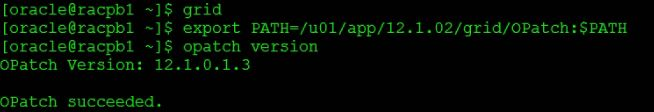 [oracle@racpb1 ~]$ grid
[oracle@racpb1 ~]$ export PATH=/u01/app/12.1.02/grid/OPatch:$PATH
[oracle@racpb1 ~]$ opatch version
OPatch Version: 12.1.0.1.3
OPatch succeeded.